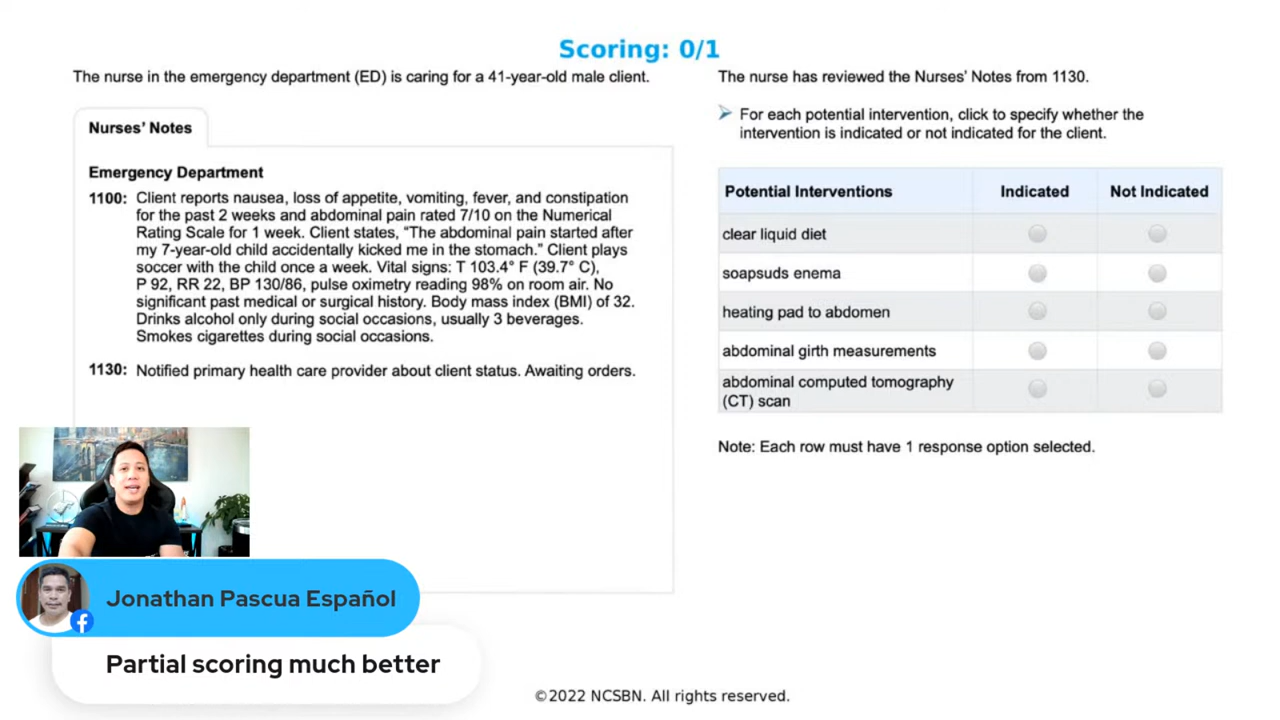 Scoring: 0/1
The nurse in the emergency department (ED) is caring for a 41-year-old male client.
Nurses' Notes
Emergency Department
1100: Client reports nausea, loss of appetite, vomiting, fever, and constipation
for the past 2 weeks and abdominal pain rated 7/10 on the Numerical
Rating Scale for 1 week. Client states, “The abdominal pain started after
my 7-year-old child accidentally kicked me in the stomach.” Client plays
soccer with the child once a week. Vital signs: T 103.4° F (39.7° C),
P 92, RR 22, BP 130/86, pulse oximetry reading 98% on room air. No
significant past medical or surgical history. Body mass index (BMI) of 32.
Drinks alcohol only during social occasions, usually 3 beverages.
Smokes cigarettes during social occasions.
1130: Notified primary health care provider about client status. Awaiting orders.
The nurse has reviewed the Nurses' Notes from 1130.
For each potential intervention, click to specify whether the
intervention is indicated or not indicated for the client.
Potential Interventions Indicated Not Indicated
clear liquid diet
soapsuds enema
heating pad to abdomen
abdominal girth measurements
abdominal computed tomography
(CT) scan
Note: Each row must have 1 response option selected.
Jonathan Pascua Español
Partial scoring much better
©2022 NCSBN. All rights reserved.